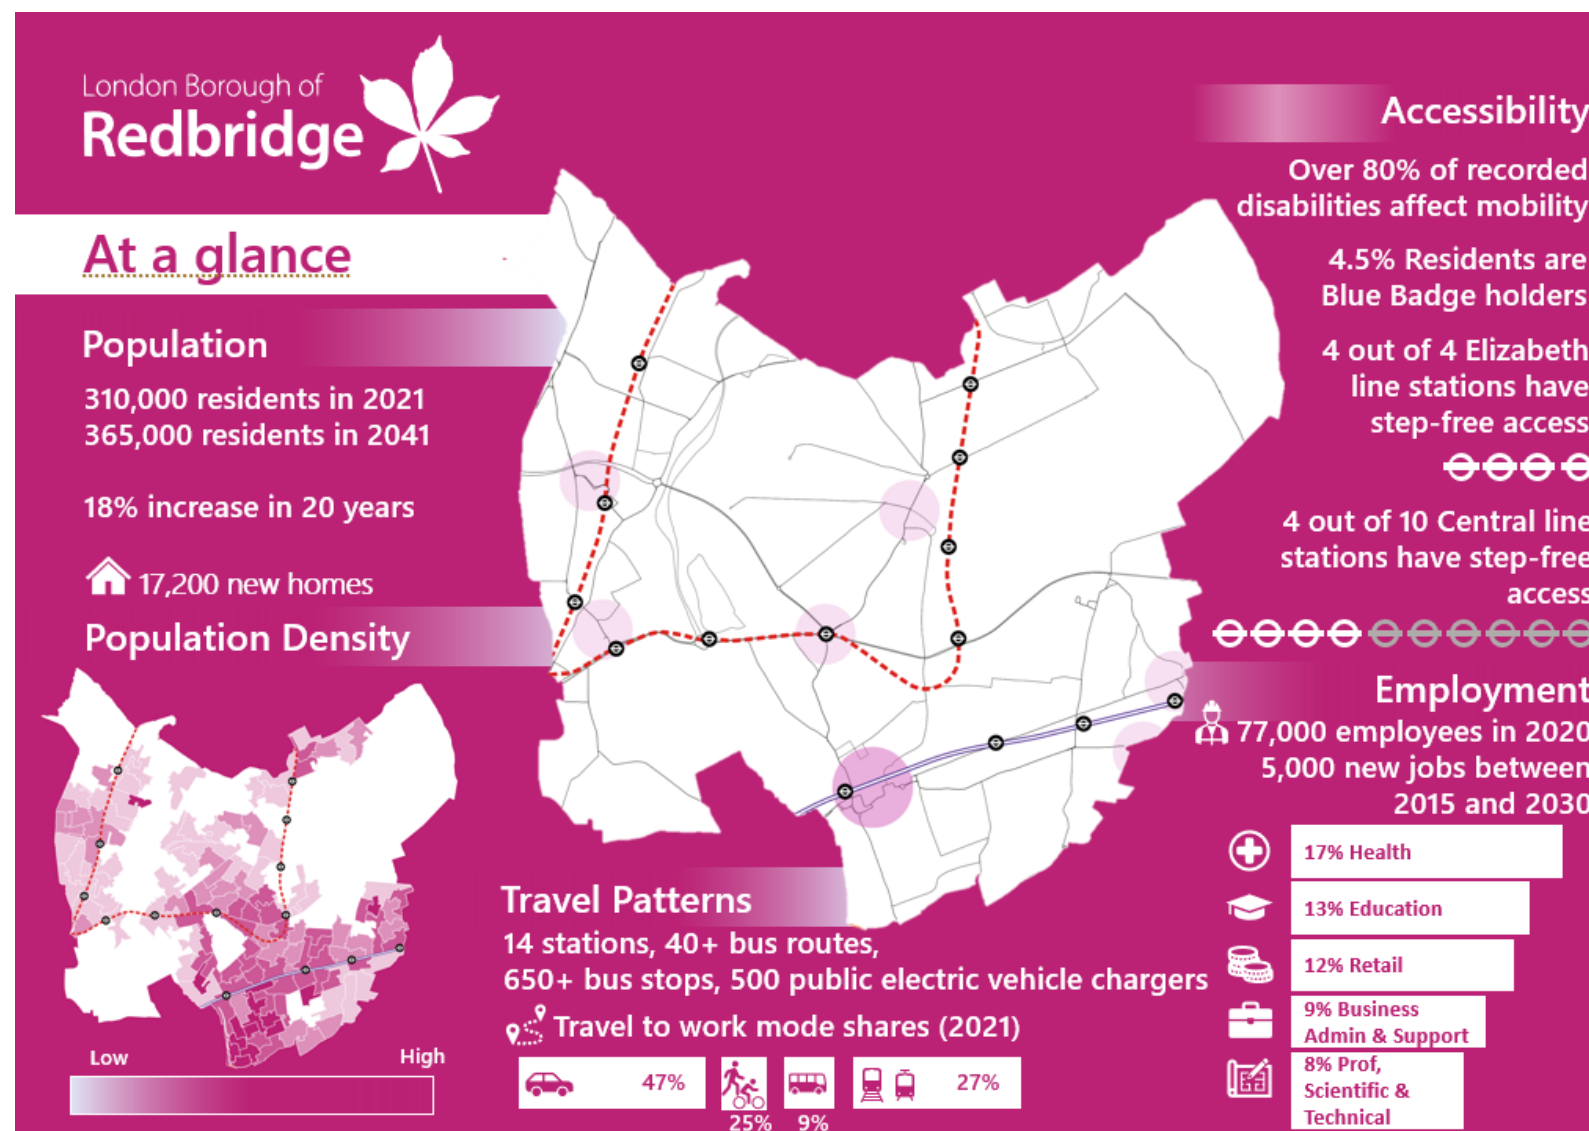 London Borough of
Redbridge
At a glance
Population
310,000 residents in 2021
365,000 residents in 2041
18% increase in 20 years
17,200 new homes
Population Density
Low
High
Travel Patterns
14 stations, 40+ bus routes,
650+ bus stops, 500 public electric vehicle chargers
Travel to work mode shares (2021)
47%
25%
9%
27%
Accessibility
Over 80% of recorded
disabilities affect mobility
4.5% Residents are
Blue Badge holders
4 out of 4 Elizabeth
line stations have
step-free access
4 out of 10 Central line
stations have step-free
access
Employment
77,000 employees in 2020
5,000 new jobs between
2015 and 2030
17% Health
13% Education
12% Retail
9% Business
Admin & Support
8% Prof,
Scientific &
Technical